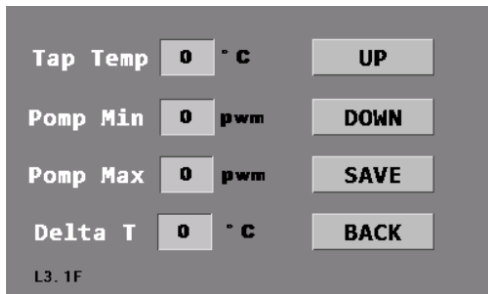 Tap Temp 0 °C UP
Pomp Min 0 pwm DOWN
Pomp Max 0 pwm SAVE
Delta T 0 °C BACK
L3.1F